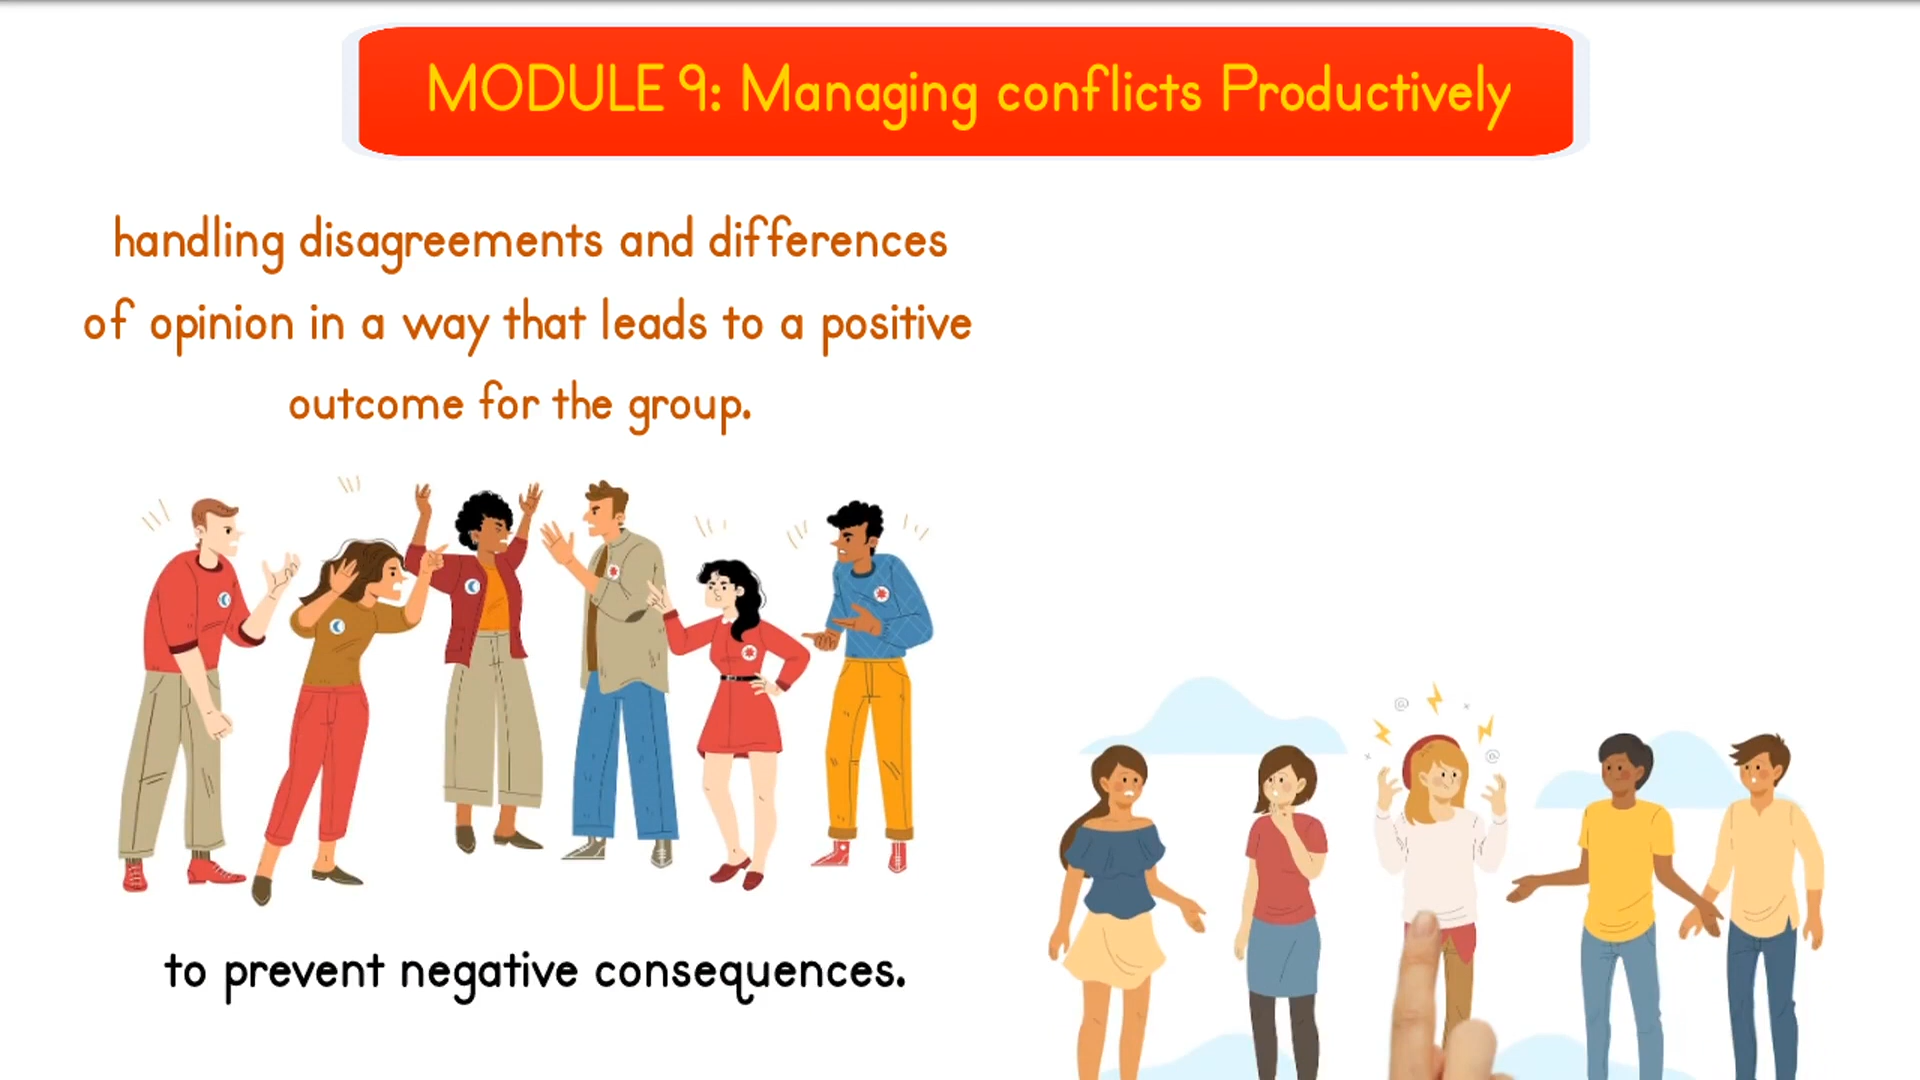 MODULE 9: Managing conflicts Productively
handling disagreements and differences
of opinion in a way that leads to a positive
outcome for the group.
to prevent negative consequences.